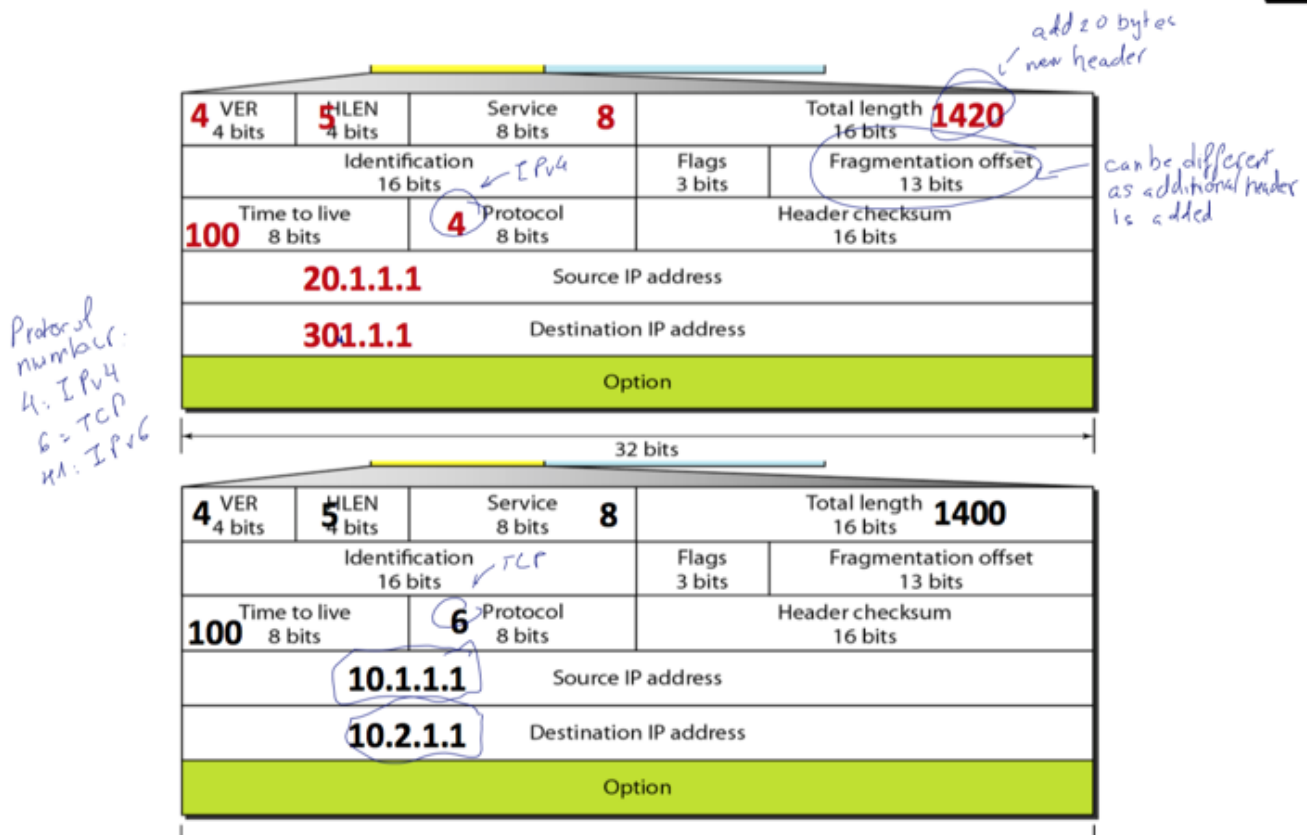 add 20 bytes
new header
4 VER 4 bits
5 HLEN 4 bits
Service 8 bits 8
Total length 16 bits 1420
Identification 16 bits
IPv4
Flags 3 bits
Fragmentation offset 13 bits
can be different
as additional header
is added
100 Time to live 8 bits
4 Protocol 8 bits
Header checksum 16 bits
20.1.1.1 Source IP address
301.1.1 Destination IP address
Option
Protocol
number:
4: IPv4
6 = TCP
41: IPv6
32 bits
4 VER 4 bits
5 HLEN 4 bits
Service 8 bits 8
Total length 16 bits 1400
Identification 16 bits
TCP
Flags 3 bits
Fragmentation offset 13 bits
100 Time to live 8 bits
6 Protocol 8 bits
Header checksum 16 bits
10.1.1.1 Source IP address
10.2.1.1 Destination IP address
Option